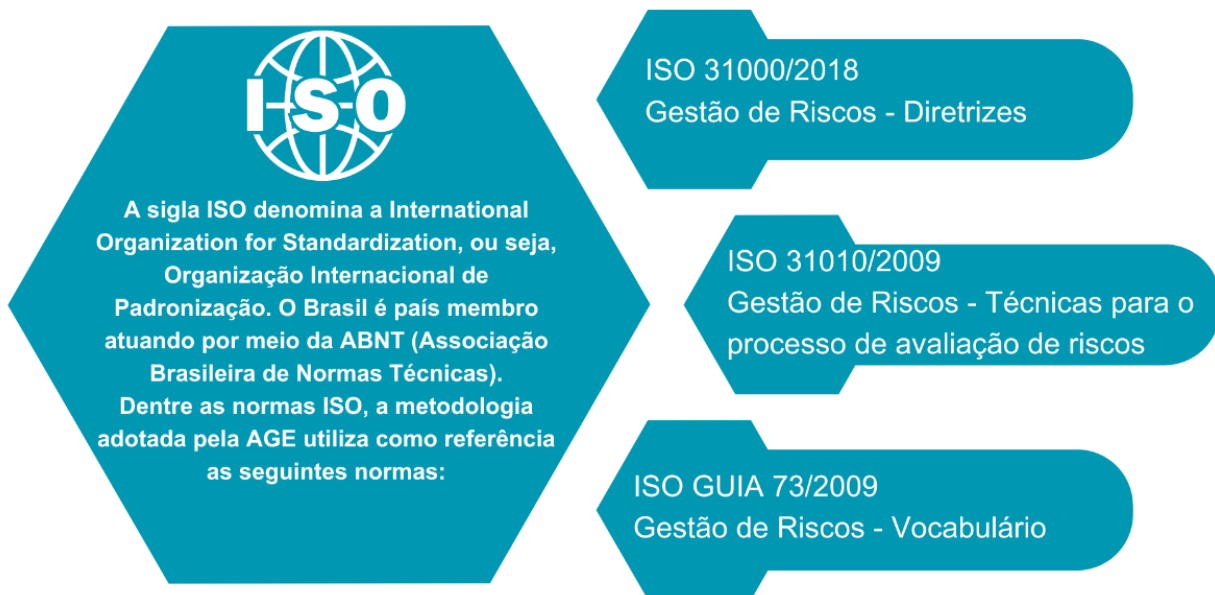 ISO
A sigla ISO denomina a International
Organization for Standardization, ou seja,
Organização Internacional de
Padronização. O Brasil é país membro
atuando por meio da ABNT (Associação
Brasileira de Normas Técnicas).
Dentre as normas ISO, a metodologia
adotada pela AGE utiliza como referência
as seguintes normas:
ISO 31000/2018
Gestão de Riscos - Diretrizes
ISO 31010/2009
Gestão de Riscos - Técnicas para o
processo de avaliação de riscos
ISO GUIA 73/2009
Gestão de Riscos - Vocabulário